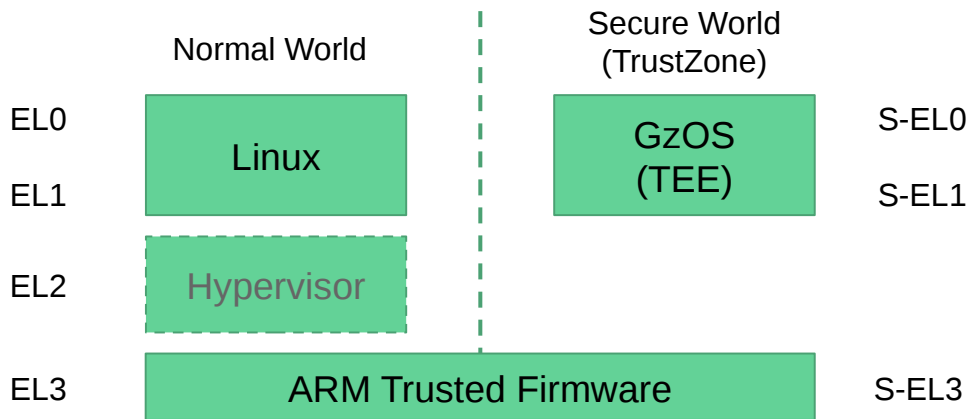 Normal World
Secure World
(TrustZone)
EL0
S-EL0
Linux
GzOS
(TEE)
EL1
S-EL1
EL2
Hypervisor
EL3
ARM Trusted Firmware
S-EL3